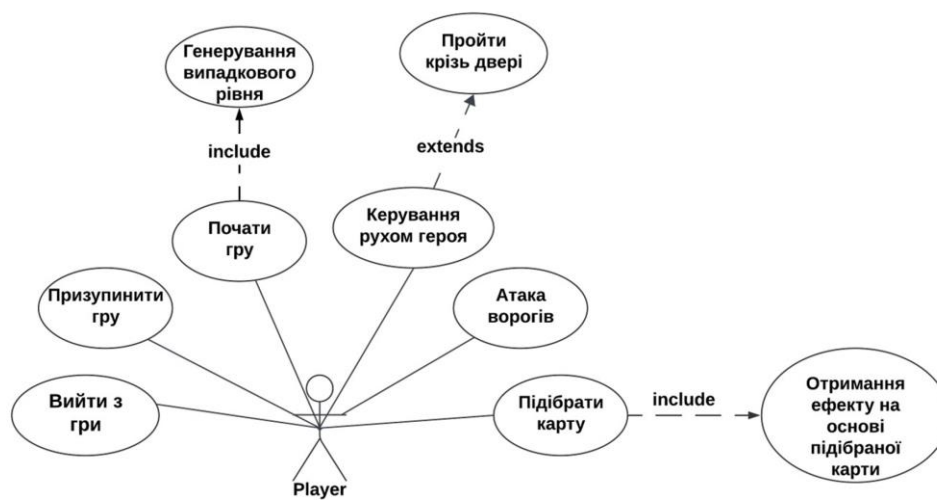 Генерування
випадкового
рівня
Пройти
крізь двері
include
extends
Почати
гру
Керування
рухом героя
Призупинити
гру
Атака
ворогів
Вийти з
гри
Підібрати
карту
include
Отримання
ефекту на
основі
підібраної
карти
Player